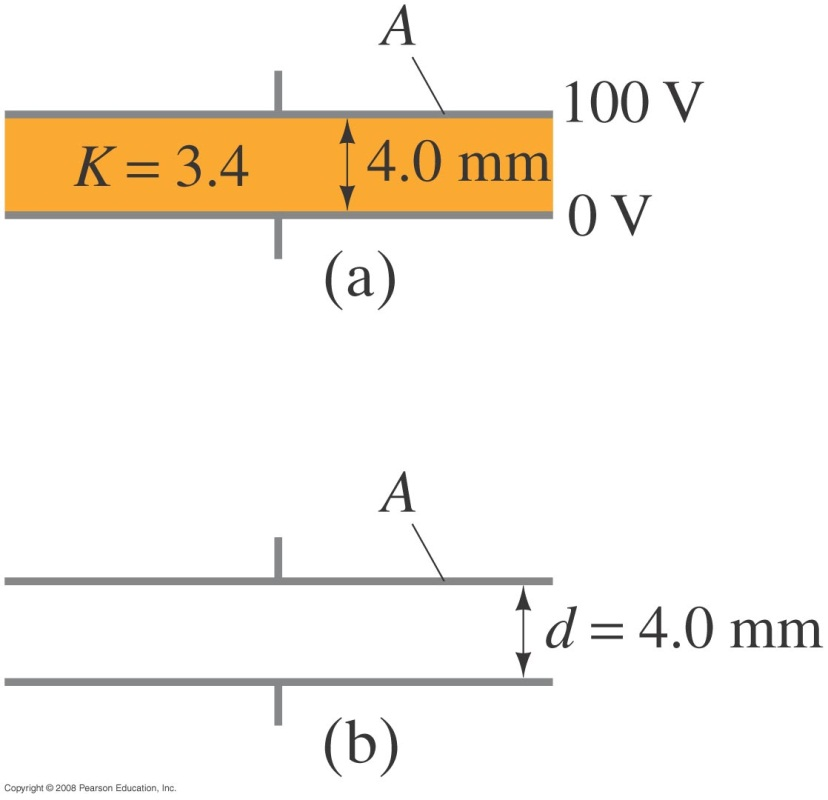 A
100 V
K = 3.4
4.0 mm
0 V
(a)
A
d = 4.0 mm
(b)
Copyright © 2008 Pearson Education, Inc.